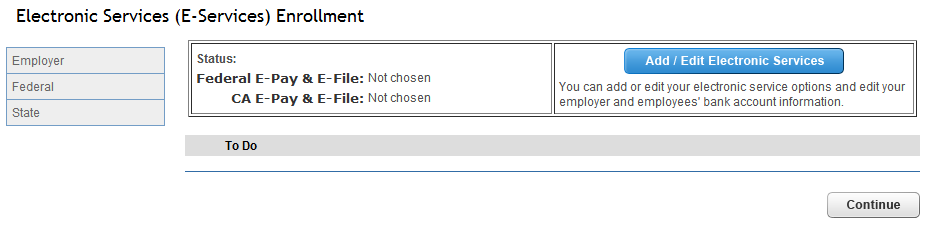 Electronic Services (E-Services) Enrollment
Employer
Federal
State
Status:
Federal E-Pay & E-File: Not chosen
CA E-Pay & E-File: Not chosen
Add / Edit Electronic Services
You can add or edit your electronic service options and edit your
employer and employees' bank account information.
To Do
Continue